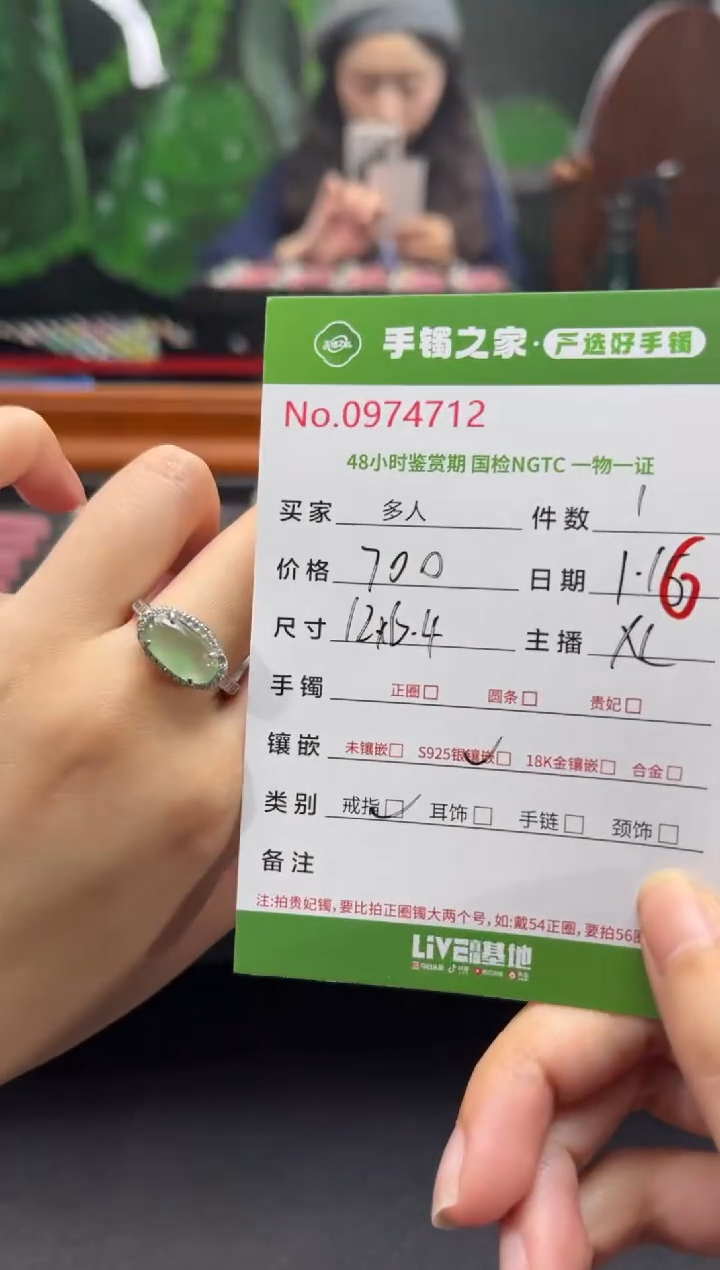 手镯之家·严选好手镯
No.0974712
48小时鉴赏期 国检NGTC 一物一证
买家 多人 件数 1
价格 700 日期 1.16
尺寸 12*6.4 主播 XL
手镯 正圈□ 圆条□ 贵妃□
镶嵌 未镶嵌□ S925银镶嵌□ 18K金镶嵌□ 合金□
类别 戒指□ 耳饰□ 手链□ 颈饰□
备注
注:拍贵妃镯,要比拍正圈镯大两个号,如:戴54正圈,要拍56
LiVE 基地